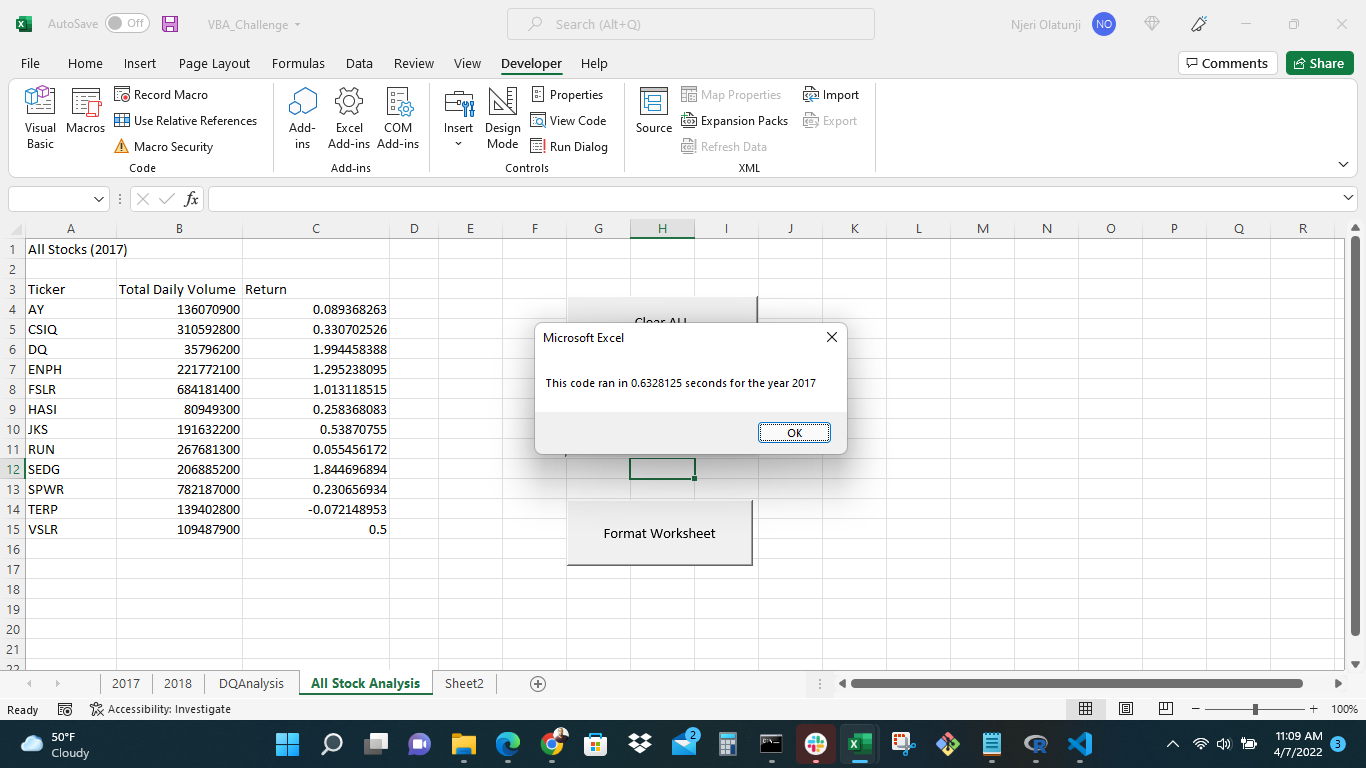 AutoSave Off VBA_Challenge Search (Alt+Q) Njeri Olatunji NO
File Home Insert Page Layout Formulas Data Review View Developer Help Comments Share
Visual Basic
Macros
Record Macro
Use Relative References
Macro Security
Code
Add-ins
Excel Add-ins
COM Add-ins
Add-ins
Insert
Design Mode
Properties
View Code
Run Dialog
Controls
Source
Map Properties
Expansion Packs
Refresh Data
Import
Export
XML
fx
A B C D E F G H I J K L M N O P Q R
1 All Stocks (2017)
2
3 Ticker Total Daily Volume Return
4 AY 136070900 0.089368263
5 CSIQ 310592800 0.330702526
6 DQ 35796200 1.994458388
7 ENPH 221772100 1.295238095
8 FSLR 684181400 1.013118515
9 HASI 80949300 0.258368083
10 JKS 191632200 0.53870755
11 RUN 267681300 0.055456172
12 SEDG 206885200 1.844696894
13 SPWR 782187000 0.230656934
14 TERP 139402800 -0.072148953
15 VSLR 109487900 0.5
16
17
18
19
20
21
22
Clear ALL
Microsoft Excel
This code ran in 0.6328125 seconds for the year 2017
OK
Format Worksheet
2017 2018 DQAnalysis All Stock Analysis Sheet2
Ready Accessibility: Investigate 100%
50°F
Cloudy
2
11:09 AM
4/7/2022
3